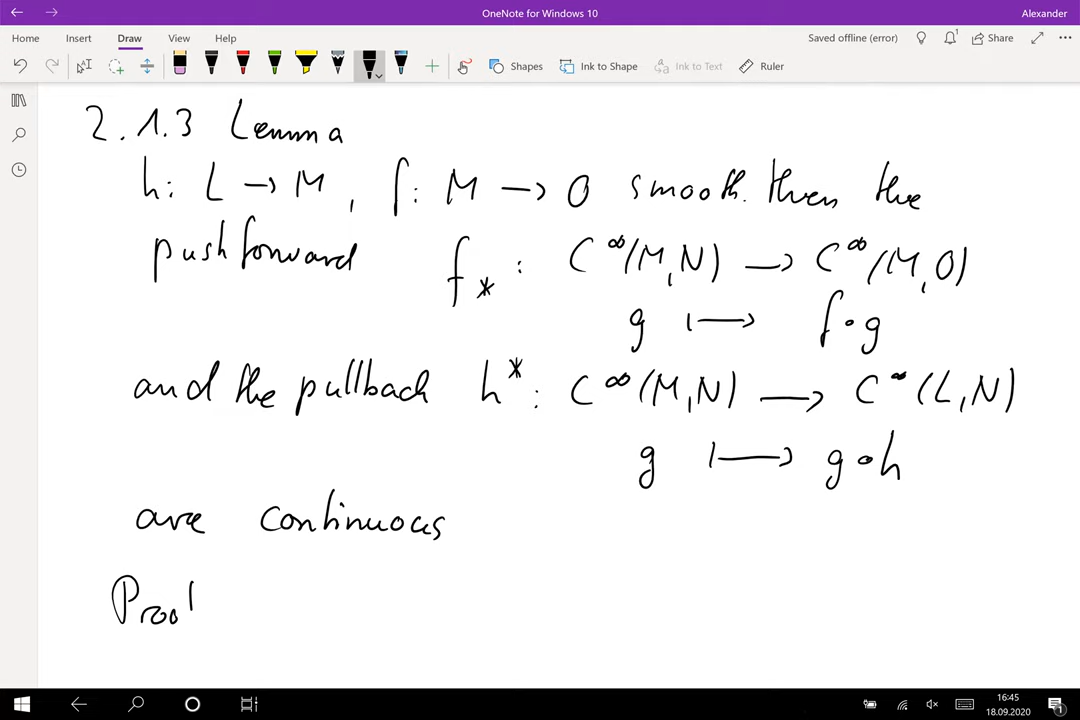 OneNote for Windows 10
Alexander
Home Insert Draw View Help
Saved offline (error)
Share
Shapes Ink to Shape Ink to Text Ruler
2.1.3 Lemma
h: L → M, f: M → O smooth. then the
pushforward f_* : C^∞(M,N) → C^∞(M,O)
g ↦ f∘g
and the pullback h^* : C^∞(M,N) → C^∞(L,N)
g ↦ g∘h
are continuous
Proof
16:45
18.09.2020
1